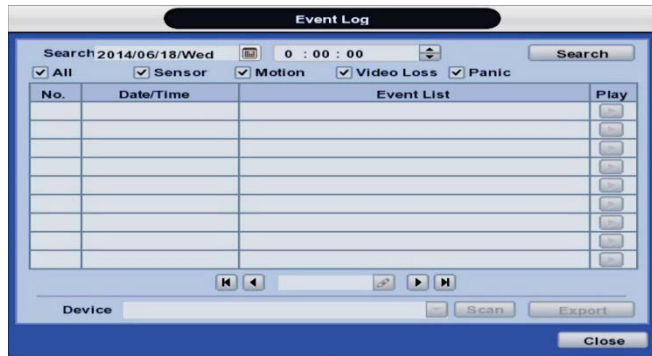 Event Log
Search 2014/06/18/Wed 0 : 00 : 00 Search
All Sensor Motion Video Loss Panic
No. Date/Time Event List Play
Device Scan Export
Close